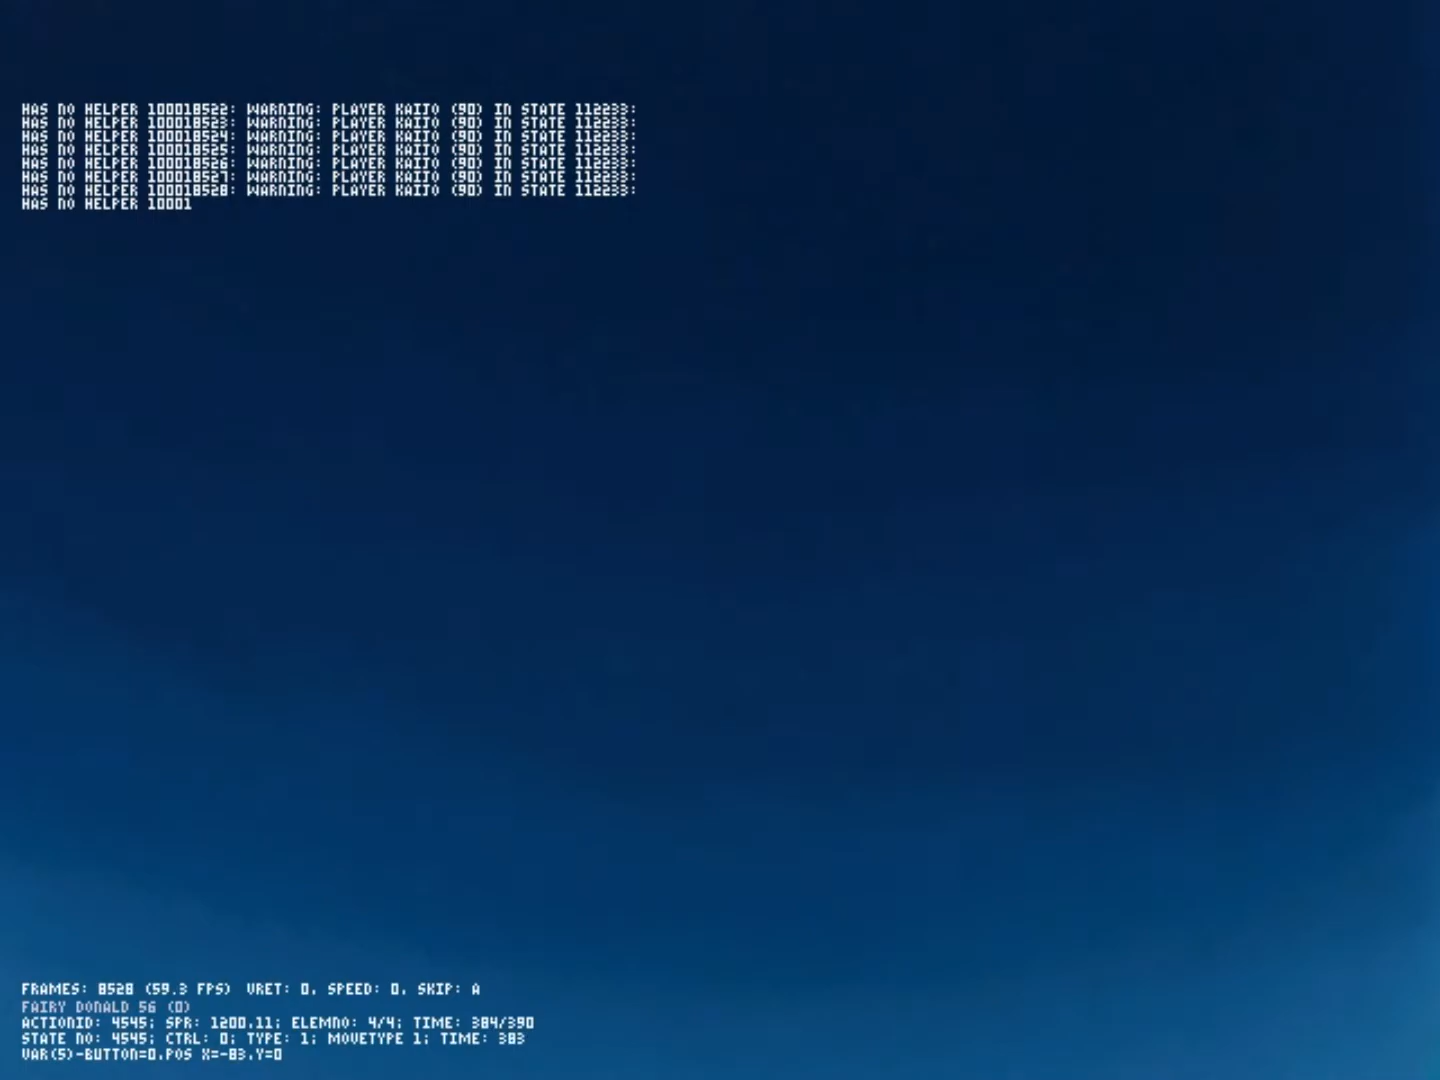 HAS NO HELPER 100018522: WARNING: PLAYER KAITO (90) IN STATE 112233:
HAS NO HELPER 100018523: WARNING: PLAYER KAITO (90) IN STATE 112233:
HAS NO HELPER 100018524: WARNING: PLAYER KAITO (90) IN STATE 112233:
HAS NO HELPER 100018525: WARNING: PLAYER KAITO (90) IN STATE 112233:
HAS NO HELPER 100018526: WARNING: PLAYER KAITO (90) IN STATE 112233:
HAS NO HELPER 100018527: WARNING: PLAYER KAITO (90) IN STATE 112233:
HAS NO HELPER 100018528: WARNING: PLAYER KAITO (90) IN STATE 112233:
HAS NO HELPER 10001
FRAMES: 8528 (59.3 FPS) VRET: 0, SPEED: 0, SKIP: A
FAIRY DONALD 56 (0)
ACTIONID: 4545; SPR: 1200,11; ELEMNO: 4/4; TIME: 384/390
STATE NO: 4545; CTRL: 0; TYPE: 1; MOVETYPE 1; TIME: 383
VAR(5)-BUTTON=0,POS X=-83,Y=0